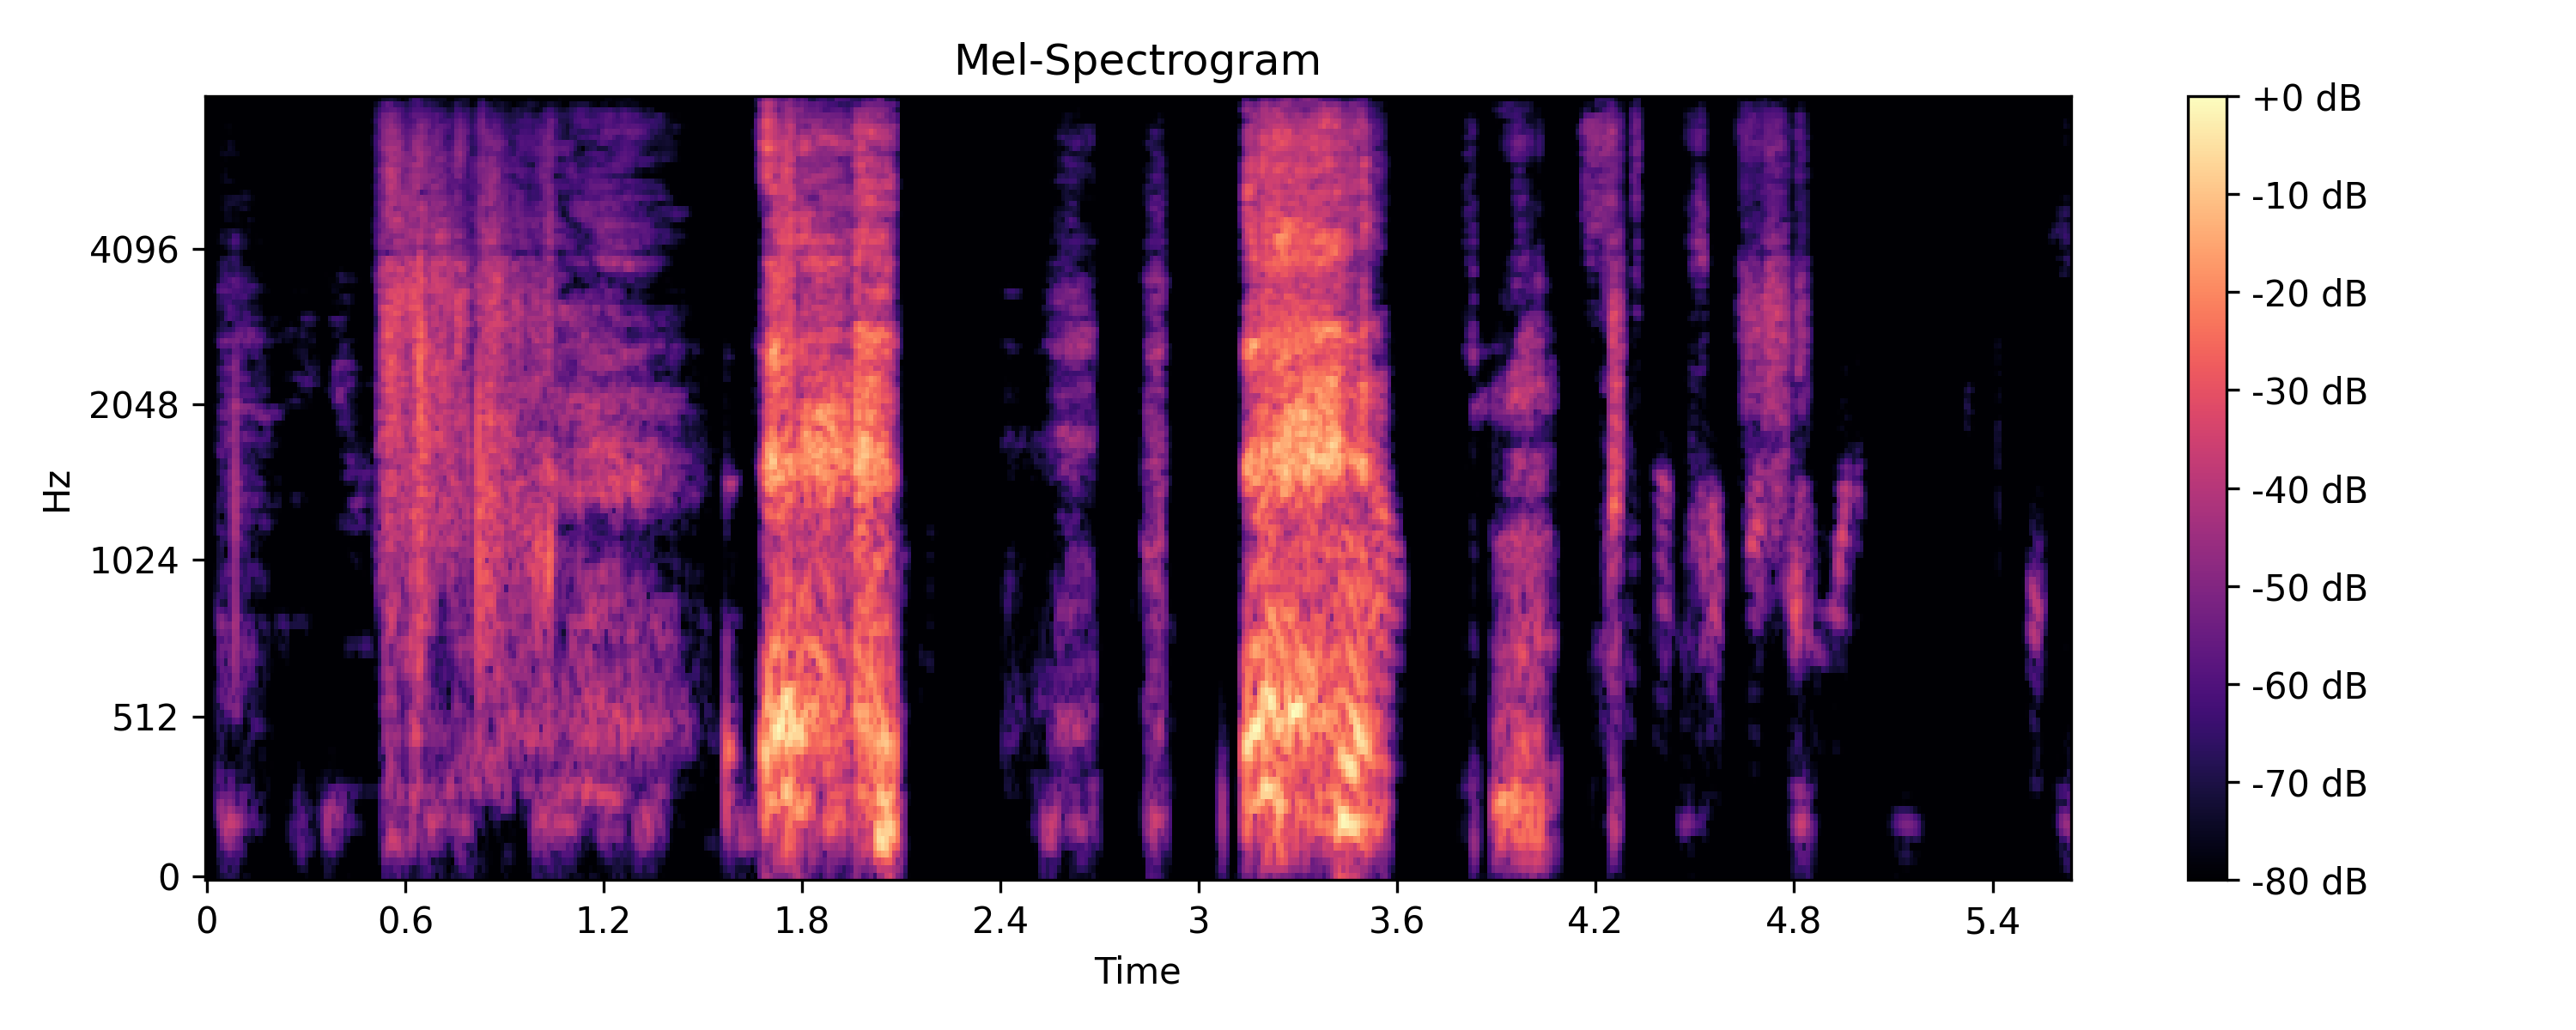 Mel-Spectrogram
+0 dB
-10 dB
-20 dB
-30 dB
-40 dB
-50 dB
-60 dB
-70 dB
-80 dB
4096
2048
1024
512
0
Hz
0 0.6 1.2 1.8 2.4 3 3.6 4.2 4.8 5.4
Time